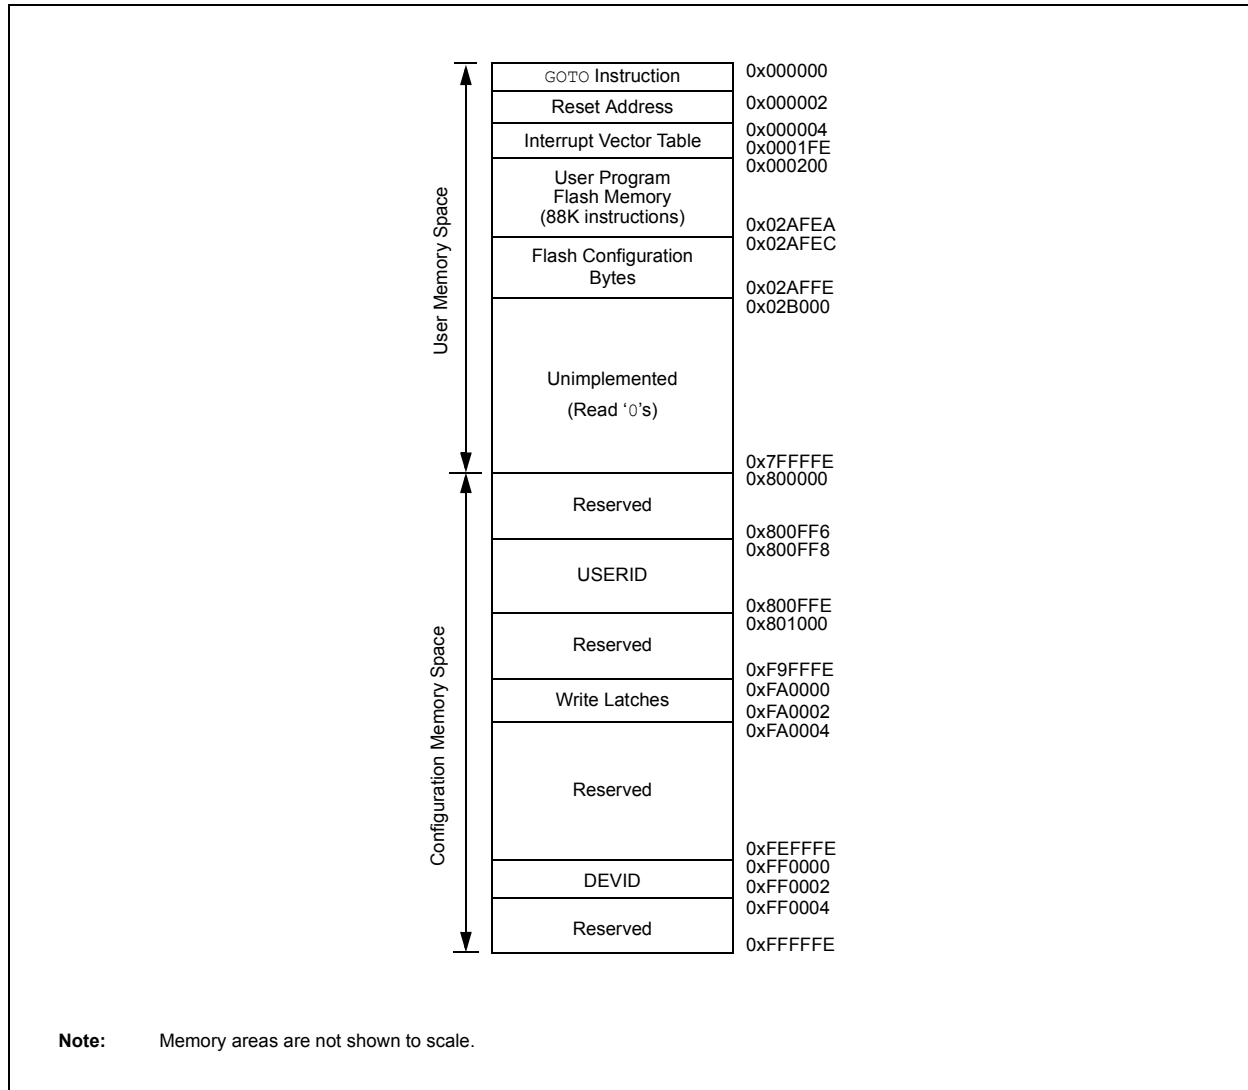 GOTO Instruction 0x000000
Reset Address 0x000002
0x000004
Interrupt Vector Table 0x0001FE
0x000200
User Program
Flash Memory
(88K instructions)
0x02AFEA
0x02AFEC
Flash Configuration
Bytes
0x02AFFE
0x02B000
User Memory Space
Unimplemented
(Read ‘0’s)
0x7FFFFE
0x800000
Reserved
0x800FF6
0x800FF8
USERID
0x800FFE
0x801000
Reserved
0xF9FFFE
0xFA0000
Write Latches
0xFA0002
0xFA0004
Configuration Memory Space
Reserved
0xFEFFFE
0xFF0000
DEVID
0xFF0002
0xFF0004
Reserved
0xFFFFFE
Note: Memory areas are not shown to scale.